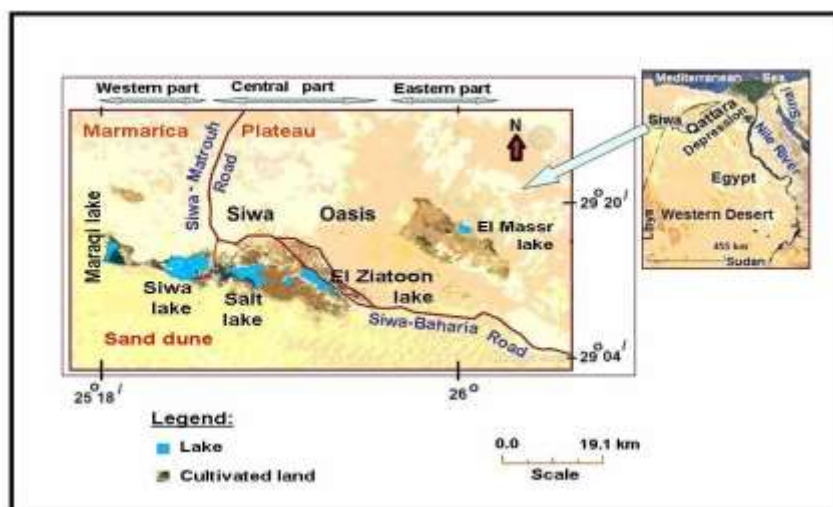 Western part Central part Eastern part
Marmarica Plateau
N
Siwa - Matrouh
Road
Siwa Oasis
Maraqi lake
El Massr
lake
29° 20'
Siwa
lake
Salt
lake
El Ziatoon
lake
Siwa-Baharia
Road
Sand dune
29° 04'
25° 18'
26°
Mediterranean Sea
Sinai
Siwa
Qattara
Depression
Nile River
Egypt
Western Desert
Libya
455 km
Sudan
Legend:
Lake
Cultivated land
0.0 19.1 km
Scale